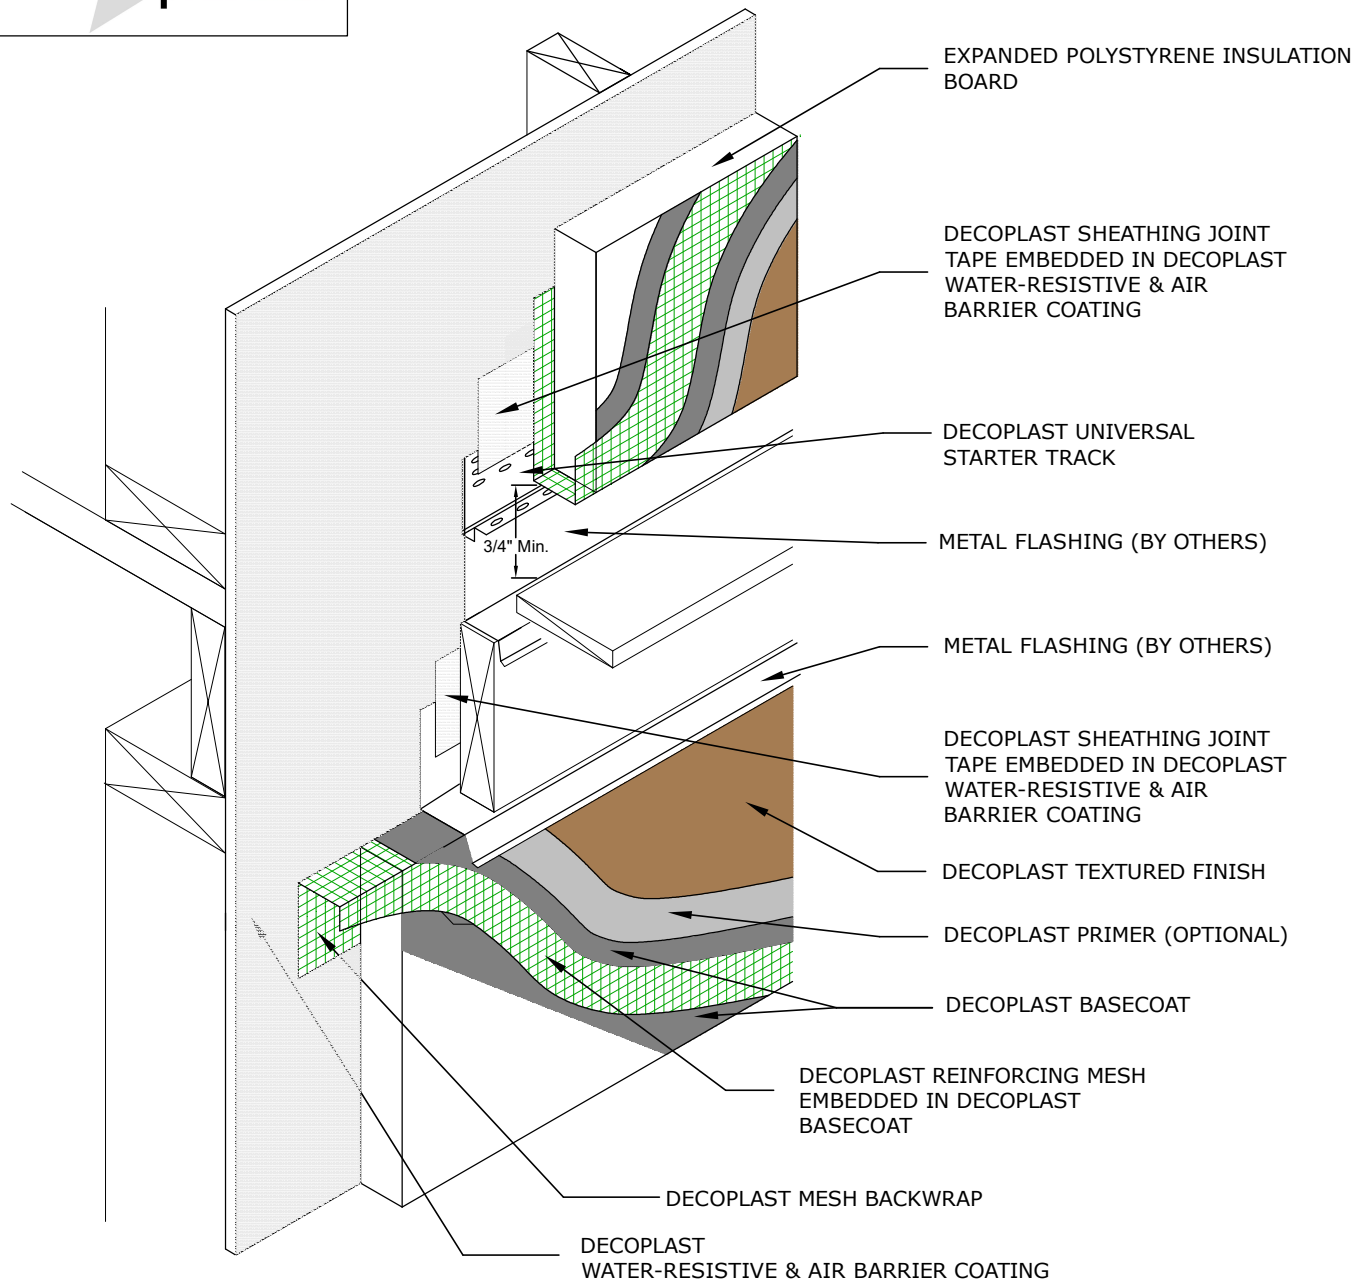 EXPANDED POLYSTYRENE INSULATION
BOARD
DECOPLAST SHEATHING JOINT
TAPE EMBEDDED IN DECOPLAST
WATER-RESISTIVE & AIR
BARRIER COATING
DECOPLAST UNIVERSAL
STARTER TRACK
3/4" Min.
METAL FLASHING (BY OTHERS)
METAL FLASHING (BY OTHERS)
DECOPLAST SHEATHING JOINT
TAPE EMBEDDED IN DECOPLAST
WATER-RESISTIVE & AIR
BARRIER COATING
DECOPLAST TEXTURED FINISH
DECOPLAST PRIMER (OPTIONAL)
DECOPLAST BASECOAT
DECOPLAST REINFORCING MESH
EMBEDDED IN DECOPLAST
BASECOAT
DECOPLAST MESH BACKWRAP
DECOPLAST
WATER-RESISTIVE & AIR BARRIER COATING